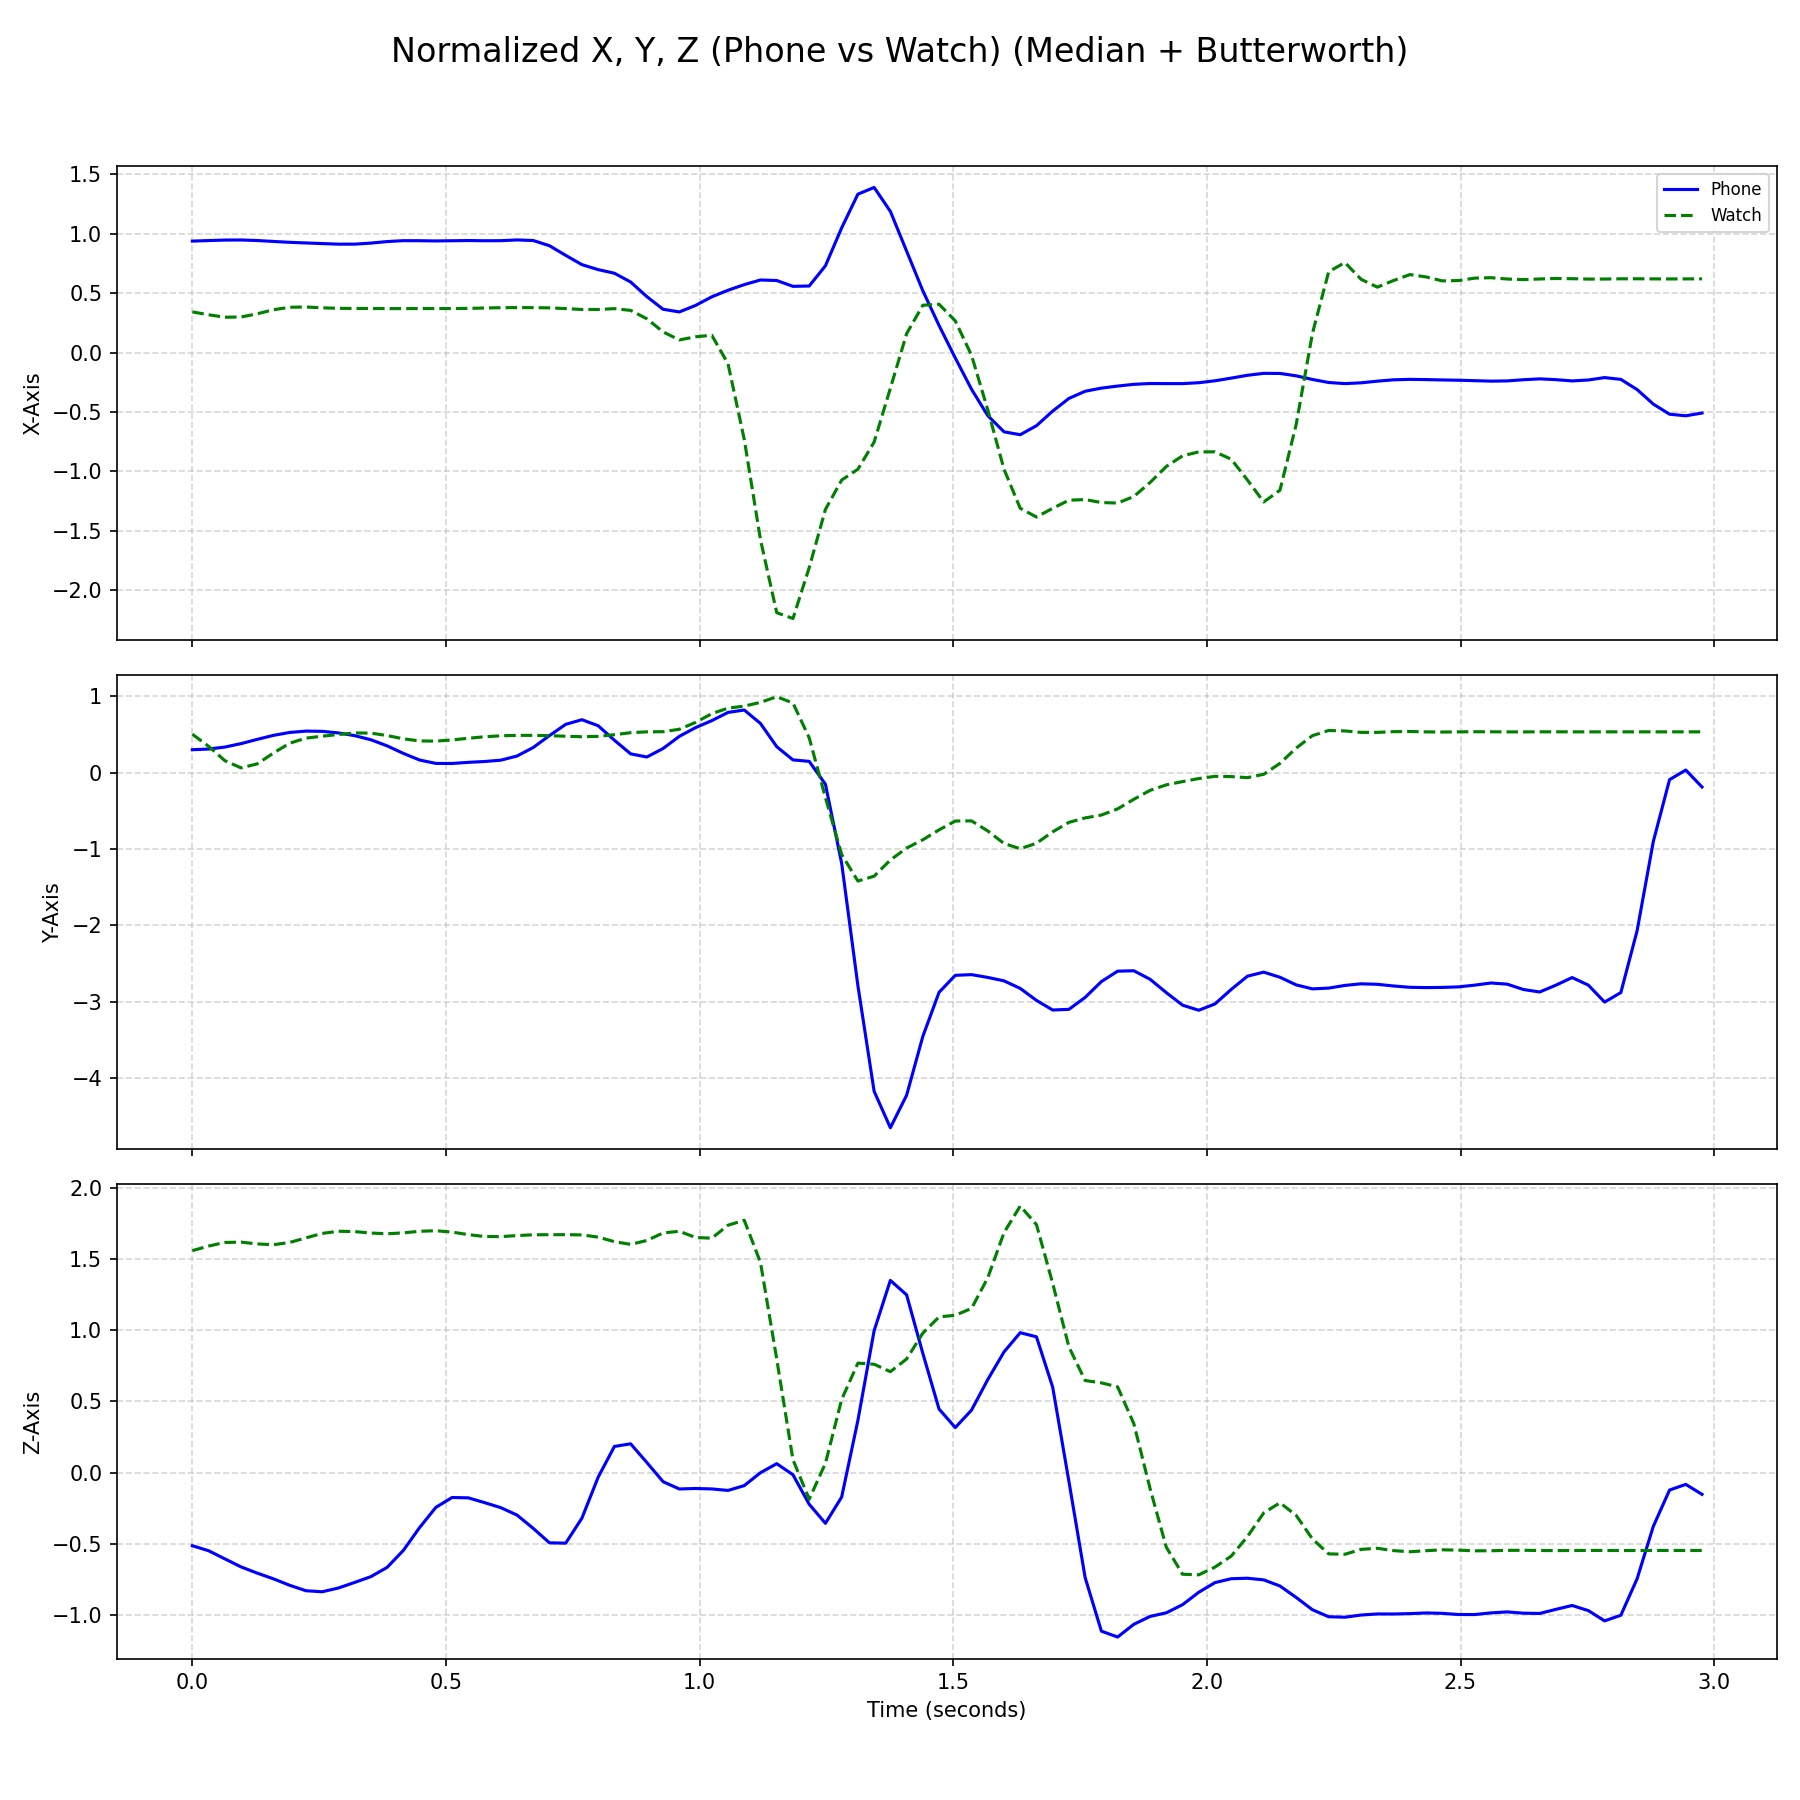 Normalized X, Y, Z (Phone vs Watch) (Median + Butterworth)
1.5
1.0
0.5
0.0
−0.5
−1.0
−1.5
−2.0
X-Axis
Phone
Watch
1
0
−1
−2
−3
−4
Y-Axis
2.0
1.5
1.0
0.5
0.0
−0.5
−1.0
Z-Axis
0.0 0.5 1.0 1.5 2.0 2.5 3.0
Time (seconds)